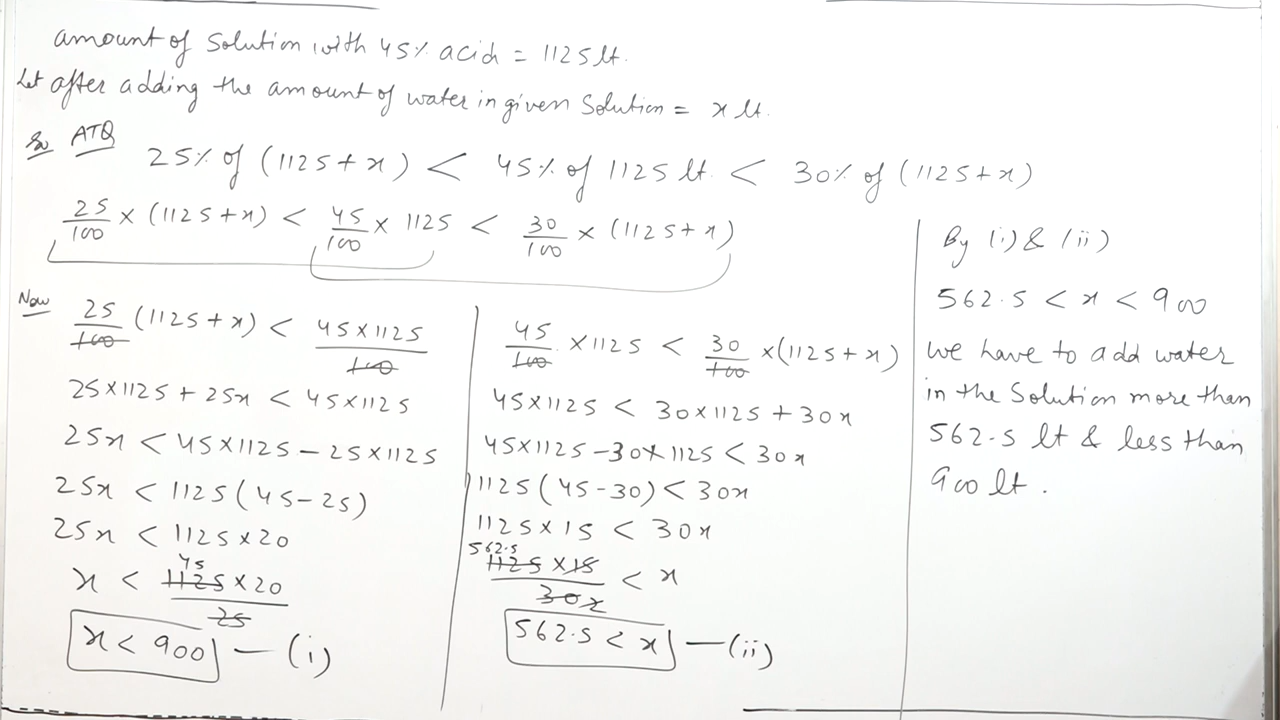 amount of Solution with 45% acid = 1125 lt.
Let after adding the amount of water in given Solution = x lt.
So ATQ
25% of (1125 + x) < 45% of 1125 lt. < 30% of (1125 + x)
25/100 × (1125 + x) < 45/100 × 1125 < 30/100 × (1125 + x)
Now 25/100 (1125 + x) < 45 × 1125/100
25 × 1125 + 25x < 45 × 1125
25x < 45 × 1125 – 25 × 1125
25x < 1125 (45 – 25)
25x < 1125 × 20
45
x < 1125 × 20/25
x < 900 — (i)
45/100 × 1125 < 30/100 × (1125 + x)
45 × 1125 < 30 × 1125 + 30x
45 × 1125 – 30 × 1125 < 30x
1125 (45 - 30) < 30x
1125 × 15 < 30x
562.5
1125 × 15/30 2 < x
562.5 < x — (ii)
By (i) & (ii)
562.5 < x < 900
we have to add water
in the Solution more than
562.5 lt & less than
900 lt.